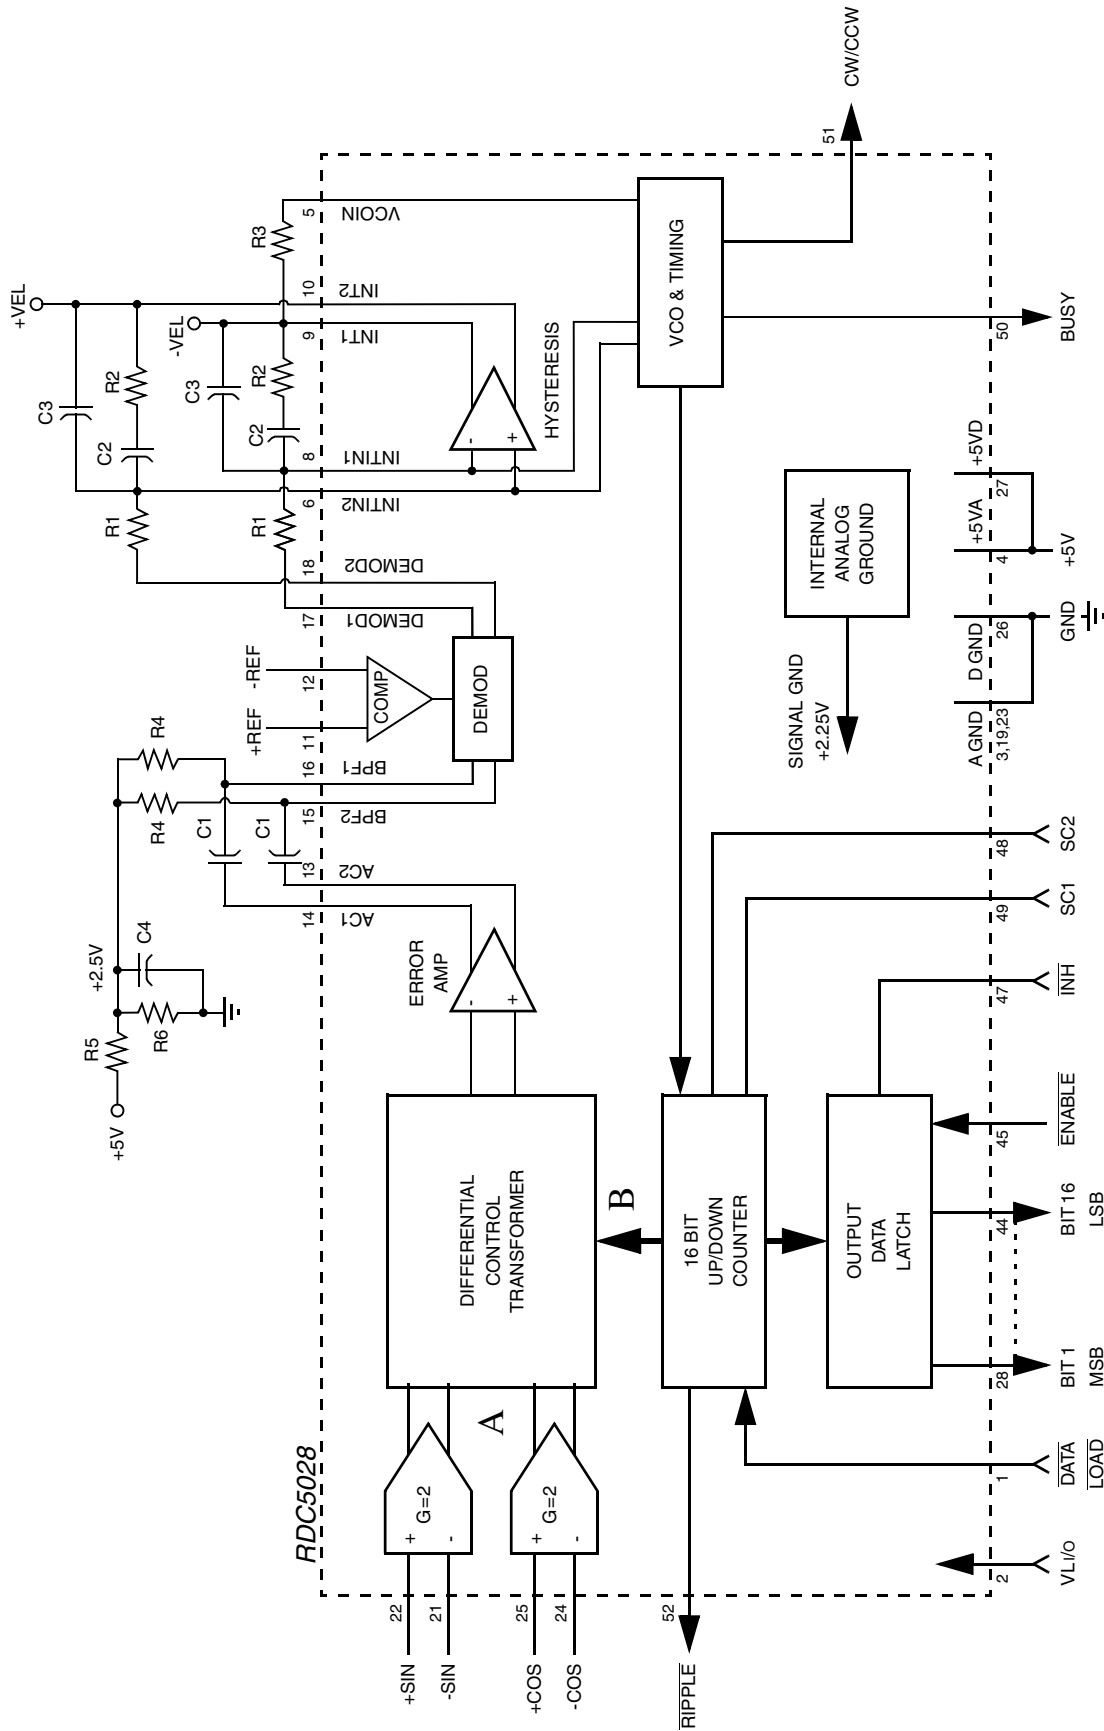 +5V
R5
R6
+2.5V
C4
R4
R4
C1
C1
+VEL
C3
R2
C2
R1
-VEL
C3
R2
C2
R1
R3
RDC5028
14
AC1
13
AC2
15
BPF2
16
BPF1
11
+REF
12
-REF
17
DEMOD1
18
DEMOD2
6
INTIN2
8
INTIN1
9
INT1
10
INT2
5
VCOIN
+SIN
22
-SIN
21
+COS
25
-COS
24
+
G=2
-
+
G=2
-
A
DIFFERENTIAL
CONTROL
TRANSFORMER
ERROR
AMP
-
+
COMP
DEMOD
-
+
HYSTERESIS
B
RIPPLE
52
16 BIT
UP/DOWN
COUNTER
VCO & TIMING
51
CW/CCW
OUTPUT
DATA
LATCH
SIGNAL GND
+2.25V
INTERNAL
ANALOG
GROUND
2
VLI/O
1
DATA
LOAD
28
BIT 1
MSB
44
BIT 16
LSB
45
ENABLE
47
INH
49
SC1
48
SC2
A GND
3,19,23
D GND
26
GND
+5VA
4
+5VD
27
+5V
50
BUSY